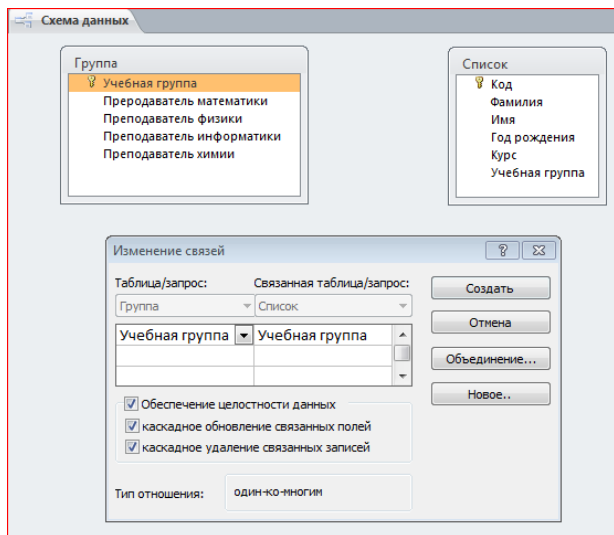 Схема данных
Группа
Учебная группа
Преродаватель математики
Преподаватель физики
Преподаватель информатики
Преподаватель химии
Список
Код
Фамилия
Имя
Год рождения
Курс
Учебная группа
Изменение связей
Таблица/запрос: Связанная таблица/запрос:
Группа Список
Учебная группа Учебная группа
Обеспечение целостности данных
каскадное обновление связанных полей
каскадное удаление связанных записей
Тип отношения: один-ко-многим
Создать
Отмена
Объединение...
Новое..